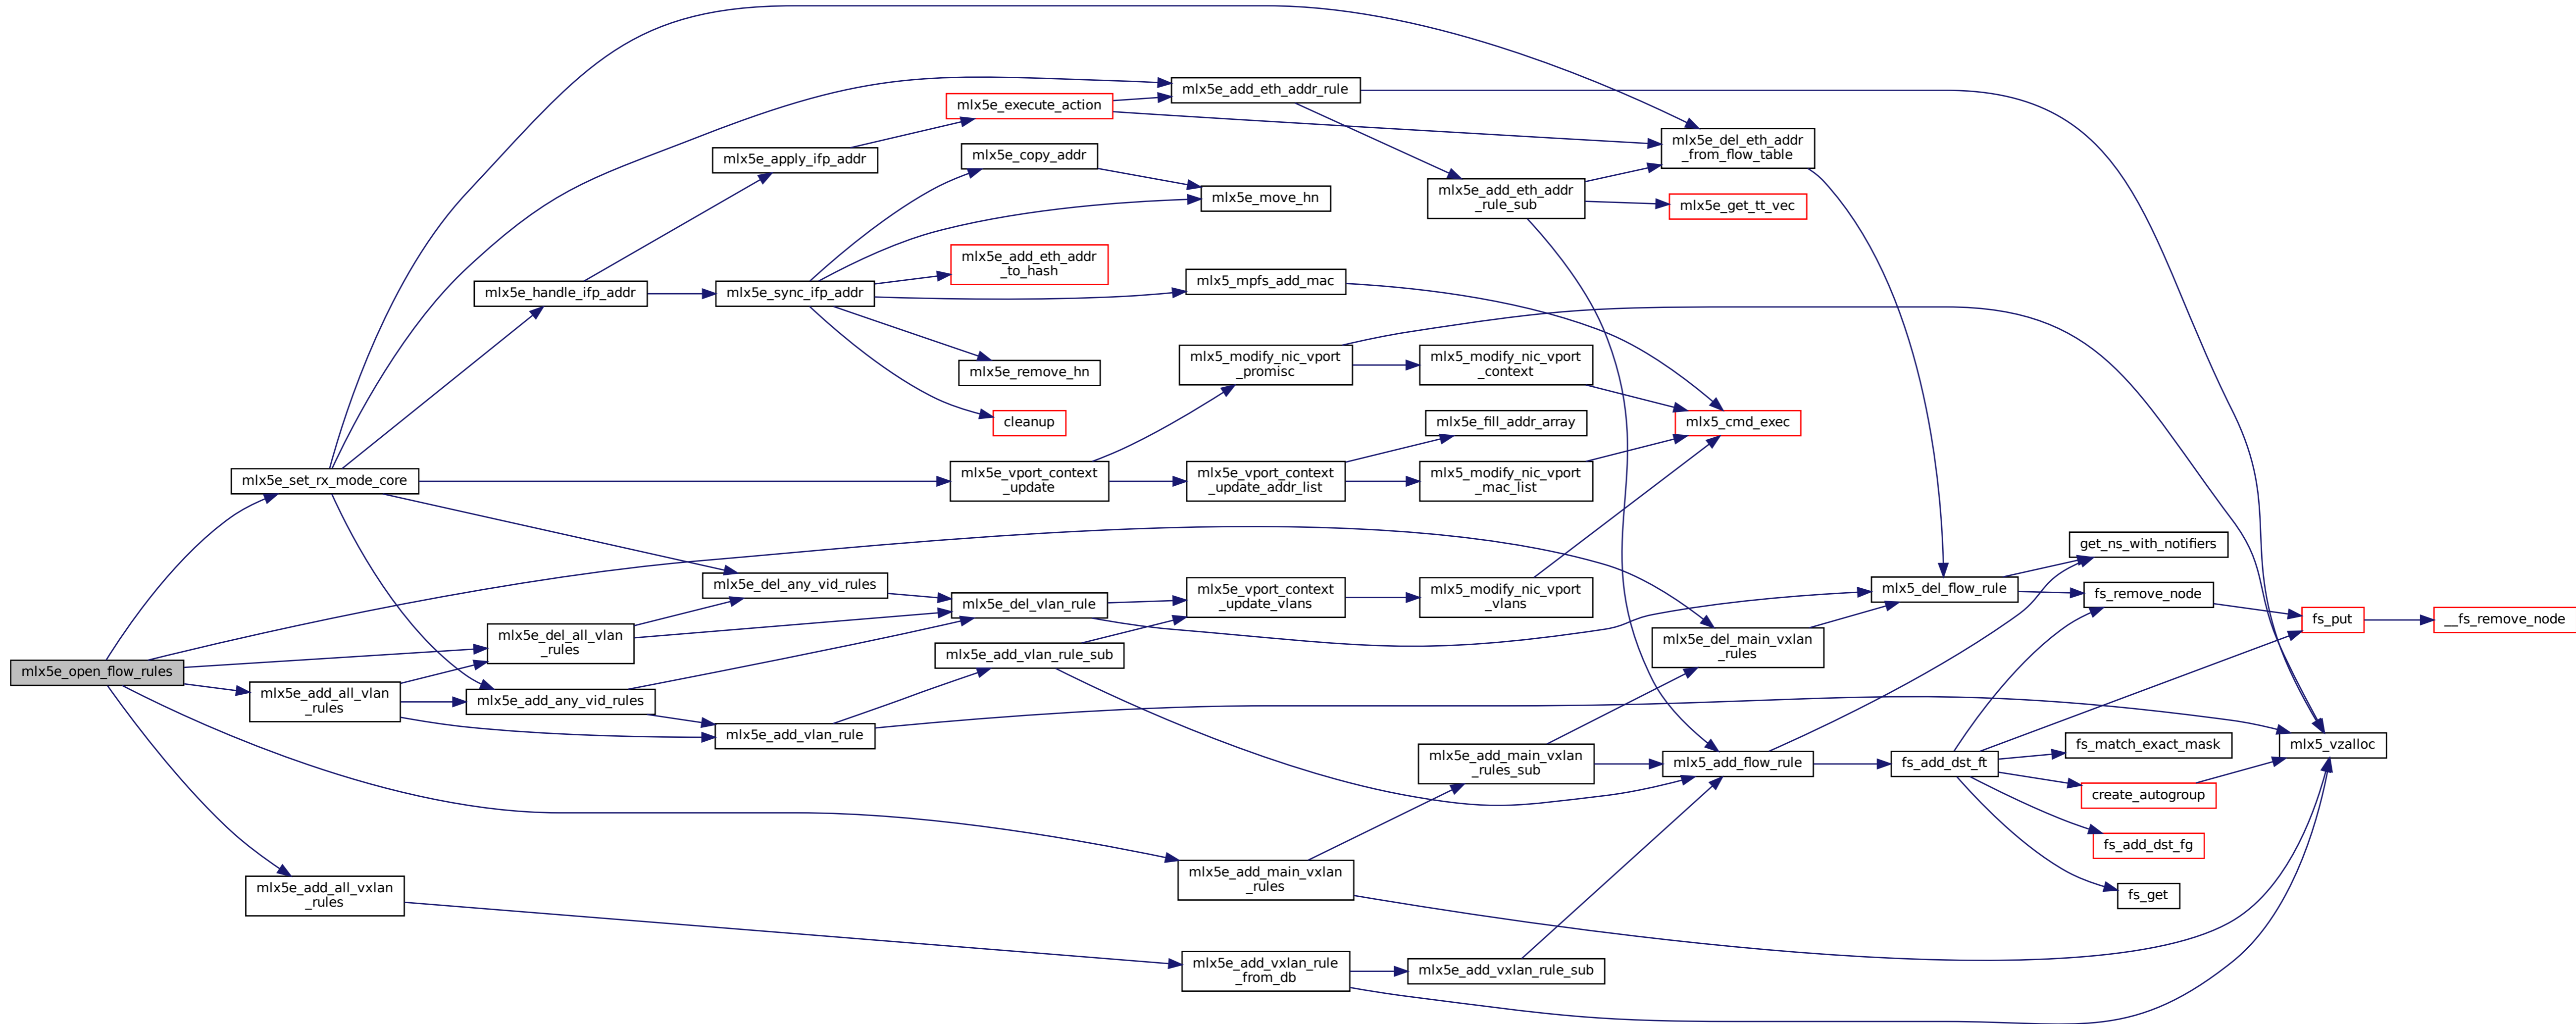 mlx5e_open_flow_rules
mlx5e_set_rx_mode_core
mlx5e_add_all_vlan
_rules
mlx5e_add_all_vxlan
_rules
mlx5e_handle_ifp_addr
mlx5e_del_all_vlan
_rules
mlx5e_add_any_vid_rules
mlx5e_apply_ifp_addr
mlx5e_sync_ifp_addr
mlx5e_del_any_vid_rules
mlx5e_add_vlan_rule
mlx5e_execute_action
mlx5e_copy_addr
mlx5e_add_eth_addr
_to_hash
mlx5e_remove_hn
cleanup
mlx5e_vport_context
_update
mlx5e_del_vlan_rule
mlx5e_add_vlan_rule_sub
mlx5e_add_eth_addr_rule
mlx5e_move_hn
mlx5_mpfs_add_mac
mlx5_modify_nic_vport
_promisc
mlx5e_vport_context
_update_addr_list
mlx5e_vport_context
_update_vlans
mlx5e_add_main_vxlan
_rules
mlx5e_add_vxlan_rule
_from_db
mlx5e_add_eth_addr
_rule_sub
mlx5_modify_nic_vport
_context
mlx5e_fill_addr_array
mlx5_modify_nic_vport
_mac_list
mlx5_modify_nic_vport
_vlans
mlx5e_add_main_vxlan
_rules_sub
mlx5e_add_vxlan_rule_sub
mlx5e_del_eth_addr
_from_flow_table
mlx5e_get_tt_vec
mlx5_cmd_exec
mlx5e_del_main_vxlan
_rules
mlx5_add_flow_rule
mlx5_del_flow_rule
fs_add_dst_ft
get_ns_with_notifiers
fs_remove_node
fs_match_exact_mask
create_autogroup
fs_add_dst_fg
fs_get
fs_put
mlx5_vzalloc
__fs_remove_node